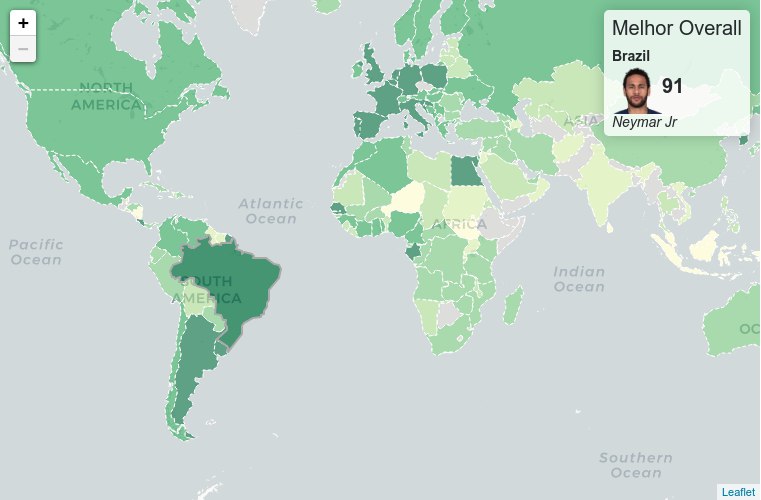 +
−
Melhor Overall
Brazil
91
Neymar Jr
NORTH
AMERICA
ASIA
Atlantic
Ocean
AFRICA
Pacific
Ocean
SOUTH
AMERICA
Indian
Ocean
OC
Southern
Ocean
Leaflet